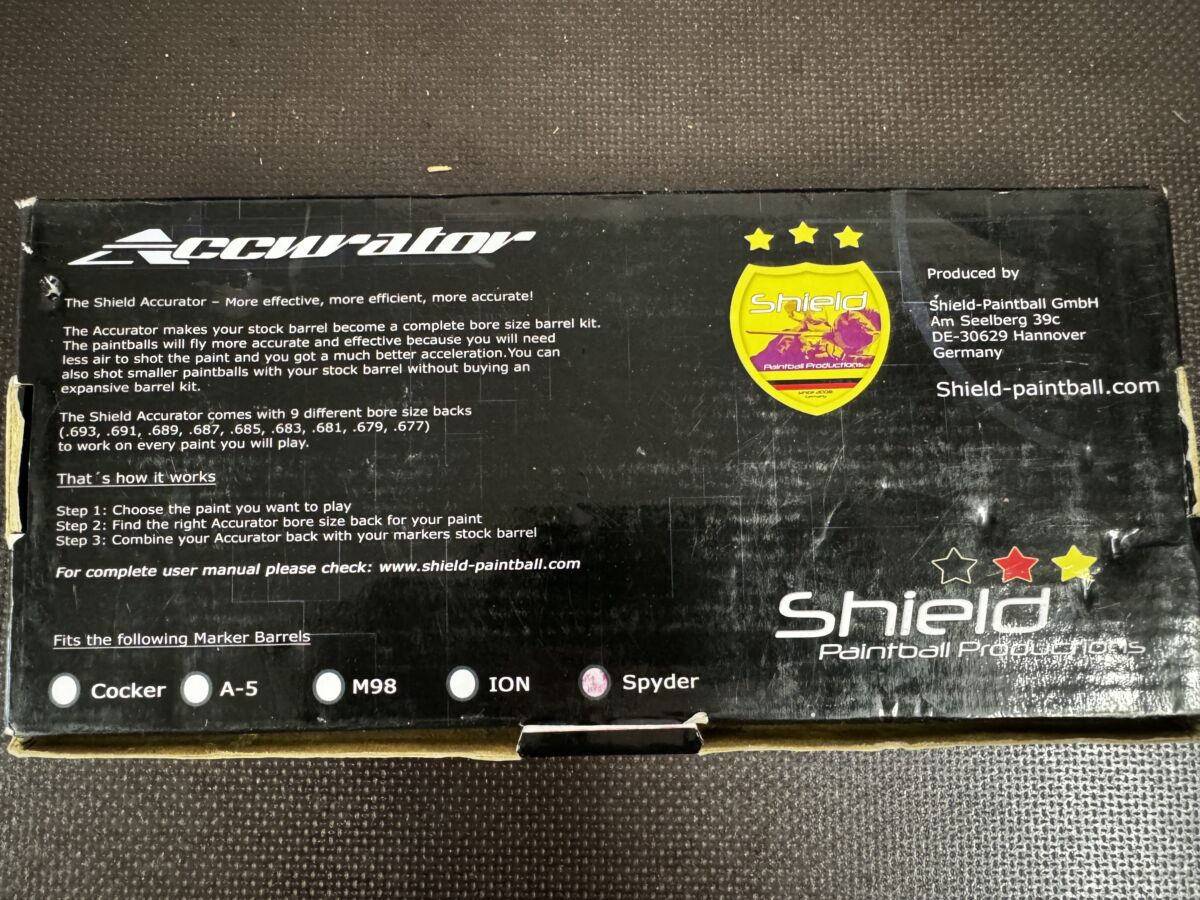 Accurator
The Shield Accurator – More effective, more efficient, more accurate!
The Accurator makes your stock barrel become a complete bore size barrel kit.
The paintballs will fly more accurate and effective because you will need
less air to shot the paint and you got a much better acceleration.You can
also shot smaller paintballs with your stock barrel without buying an
expansive barrel kit.
The Shield Accurator comes with 9 different bore size backs
(.693, .691, .689, .687, .685, .683, .681, .679, .677)
to work on every paint you will play.
That´s how it works
Step 1: Choose the paint you want to play
Step 2: Find the right Accurator bore size back for your paint
Step 3: Combine your Accurator back with your markers stock barrel
For complete user manual please check: www.shield-paintball.com
Fits the following Marker Barrels
Cocker A-5 M98 ION Spyder
Shield
Paintball Productions
Produced by
Shield-Paintball GmbH
Am Seelberg 39c
DE-30629 Hannover
Germany
Shield-paintball.com
Shield
Paintball Productions